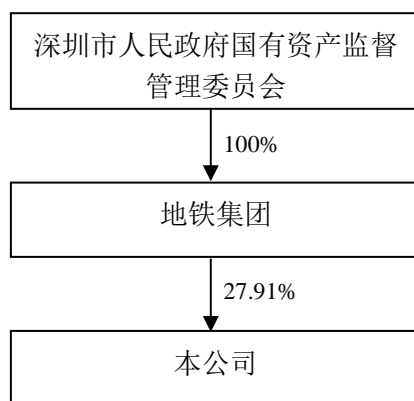 深圳市人民政府国有资产监督
管理委员会
100%
地铁集团
27.91%
本公司